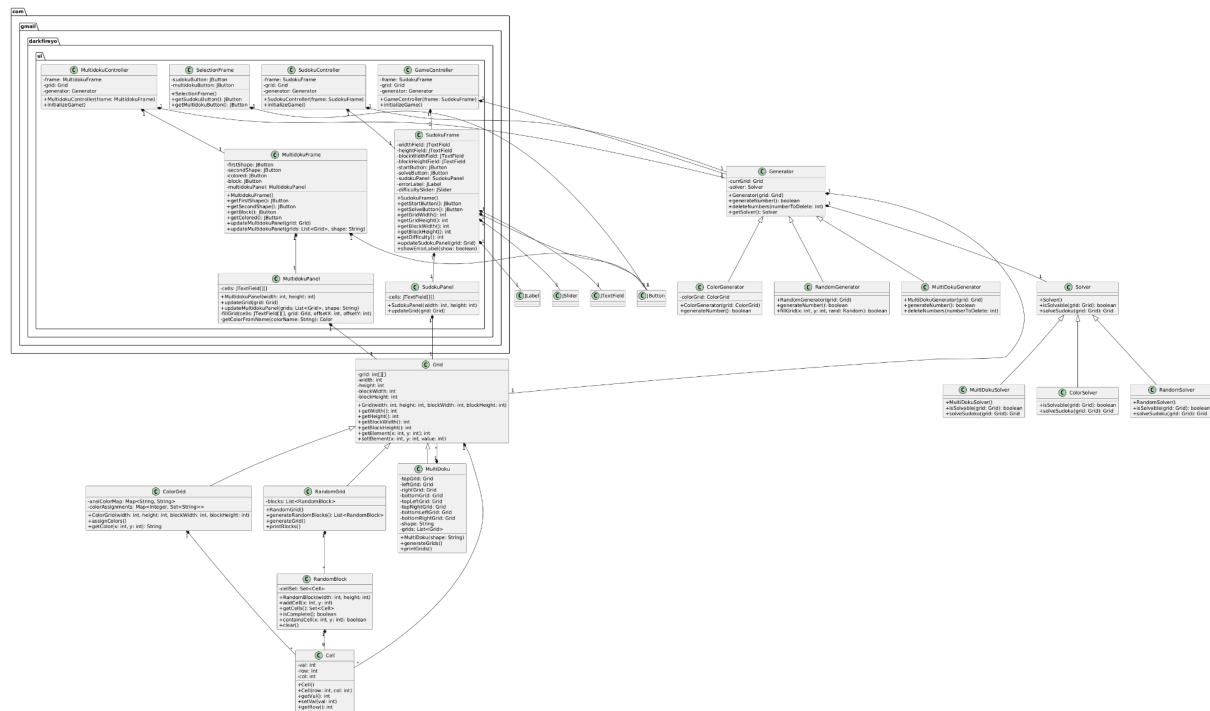 com
gmail
darkfireyo
ui
C MultidokuController
-frame: MultidokuFrame
-grid: Grid
-generator: Generator
+MultidokuController(frame: MultidokuFrame)
+initializeGame()
C SelectionFrame
-sudokuButton: JButton
-multidokuButton: JButton
+SelectionFrame()
+getSudokuButton(): JButton
+getMultidokuButton(): JButton
C SudokuController
-frame: SudokuFrame
-grid: Grid
-generator: Generator
+SudokuController(frame: SudokuFrame)
+initializeGame()
C GameController
-frame: SudokuFrame
-grid: Grid
-generator: Generator
+GameController(frame: SudokuFrame)
+initializeGame()
C SudokuFrame
-widthField: JTextField
-heightField: JTextField
-blockWidthField: JTextField
-blockHeightField: JTextField
-startButton: JButton
-solveButton: JButton
-sudokuPanel: SudokuPanel
-errorLabel: JLabel
-difficultySlider: JSlider
+SudokuFrame()
+getStartButton(): JButton
+getSolveButton(): JButton
+getGridWidth(): int
+getGridHeight(): int
+getBlockWidth(): int
+getBlockHeight(): int
+getDifficulty(): int
+updateSudokuPanel(grid: Grid)
+showErrorLabel(show: boolean)
C MultidokuFrame
-firstShape: JButton
-secondShape: JButton
-colored: JButton
-block: JButton
-multidokuPanel: MultidokuPanel
+MultidokuFrame()
+getFirstShape(): JButton
+getSecondShape(): JButton
+getBlock(): JButton
+getColored(): JButton
+updateMultidokuPanel(grid: Grid)
+updateMultidokuPanel(grids: List<Grid>, shape: String)
C Generator
-currGrid: Grid
-solver: Solver
+Generator(grid: Grid)
+generateNumber(): boolean
+deleteNumbers(numberToDelete: int)
+getSolver(): Solver
C MultidokuPanel
-cells: JTextField[][]
+MultidokuPanel(width: int, height: int)
+updateGrid(grid: Grid)
+updateMultidokuPanel(grids: List<Grid>, shape: String)
-fillGrid(cells: JTextField[][], grid: Grid, offsetX: int, offsetY: int)
-getColorFromName(colorName: String): Color
C SudokuPanel
-cells: JTextField[][]
+SudokuPanel(width: int, height: int)
+updateGrid(grid: Grid)
C JLabel
C JSlider
C JTextField
C JButton
C ColorGenerator
-colorGrid: ColorGrid
+ColorGenerator(grid: ColorGrid)
+generateNumber(): boolean
C RandomGenerator
+RandomGenerator(grid: Grid)
+generateNumber(): boolean
+fillGrid(x: int, y: int, rand: Random): boolean
C MultiDokuGenerator
+MultiDokuGenerator(grid: Grid)
+generateNumber(): boolean
+deleteNumbers(numberToDelete: int)
C Solver
+Solver()
+isSolvable(grid: Grid): boolean
+solveSudoku(grid: Grid): Grid
C Grid
-grid: int[][]
-width: int
-height: int
-blockWidth: int
-blockHeight: int
+Grid(width: int, height: int, blockWidth: int, blockHeight: int)
+getWidth(): int
+getHeight(): int
+getBlockWidth(): int
+getBlockHeight(): int
+getElement(x: int, y: int): int
+setElement(x: int, y: int, value: int)
C MultiDokuSolver
+MultiDokuSolver()
+isSolvable(grid: Grid): boolean
+solveSudoku(grid: Grid): Grid
C ColorSolver
+isSolvable(grid: Grid): boolean
+solveSudoku(grid: Grid): Grid
C RandomSolver
+RandomSolver()
+isSolvable(grid: Grid): boolean
+solveSudoku(grid: Grid): Grid
C ColorGrid
-ansiColorMap: Map<String, String>
-colorAssignments: Map<Integer, Set<String>>
+ColorGrid(width: int, height: int, blockWidth: int, blockHeight: int)
+assignColors()
+getColor(x: int, y: int): String
C RandomGrid
-blocks: List<RandomBlock>
+RandomGrid()
+generateRandomBlocks(): List<RandomBlock>
+generateGrid()
+printBlocks()
C MultiDoku
-topGrid: Grid
-leftGrid: Grid
-rightGrid: Grid
-bottomGrid: Grid
-topLeftGrid: Grid
-topRightGrid: Grid
-bottomLeftGrid: Grid
-bottomRightGrid: Grid
-shape: String
-grids: List<Grid>
+MultiDoku(shape: String)
+generateGrids()
+printGrids()
C RandomBlock
-cellSet: Set<Cell>
+RandomBlock(width: int, height: int)
+addCell(x: int, y: int)
+getCells(): Set<Cell>
+isComplete(): boolean
+containsCell(x: int, y: int): boolean
+clear()
C Cell
-val: int
-row: int
-col: int
+Cell()
+Cell(row: int, col: int)
+getVal(): int
+setVal(val: int)
+getRow(): int